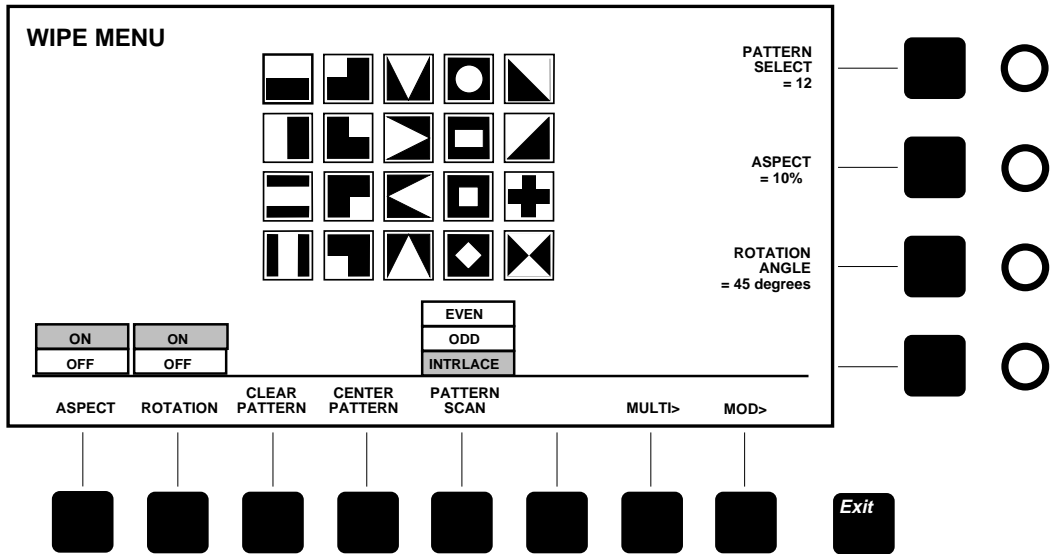 WIPE MENU
PATTERN
SELECT
= 12
ASPECT
= 10%
ROTATION
ANGLE
= 45 degrees
ON
OFF
ON
OFF
EVEN
ODD
INTRLACE
ASPECT
ROTATION
CLEAR
PATTERN
CENTER
PATTERN
PATTERN
SCAN
MULTI>
MOD>
Exit